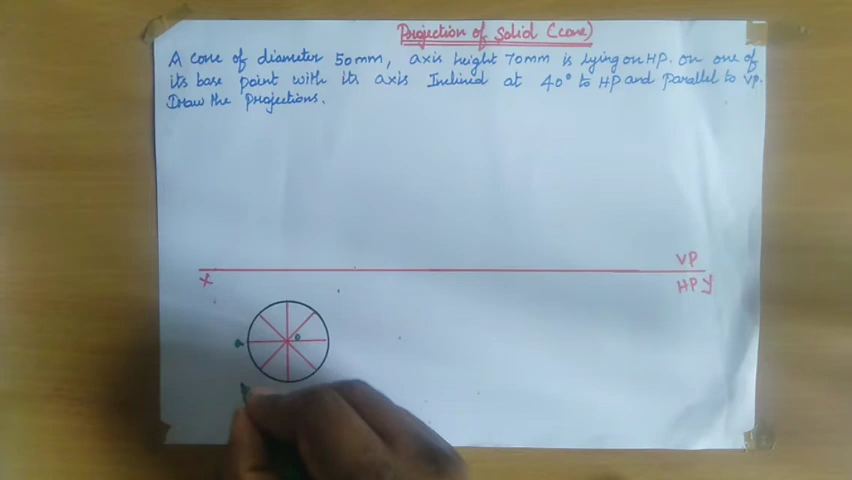 Projection of Solid (cone)
A cone of diameter 50mm, axis height 70mm is lying on HP. on one of
its base point with its axis Inclined at 40° to HP and parallel to VP.
Draw the Projections.
VP
X
HP Y
o
a